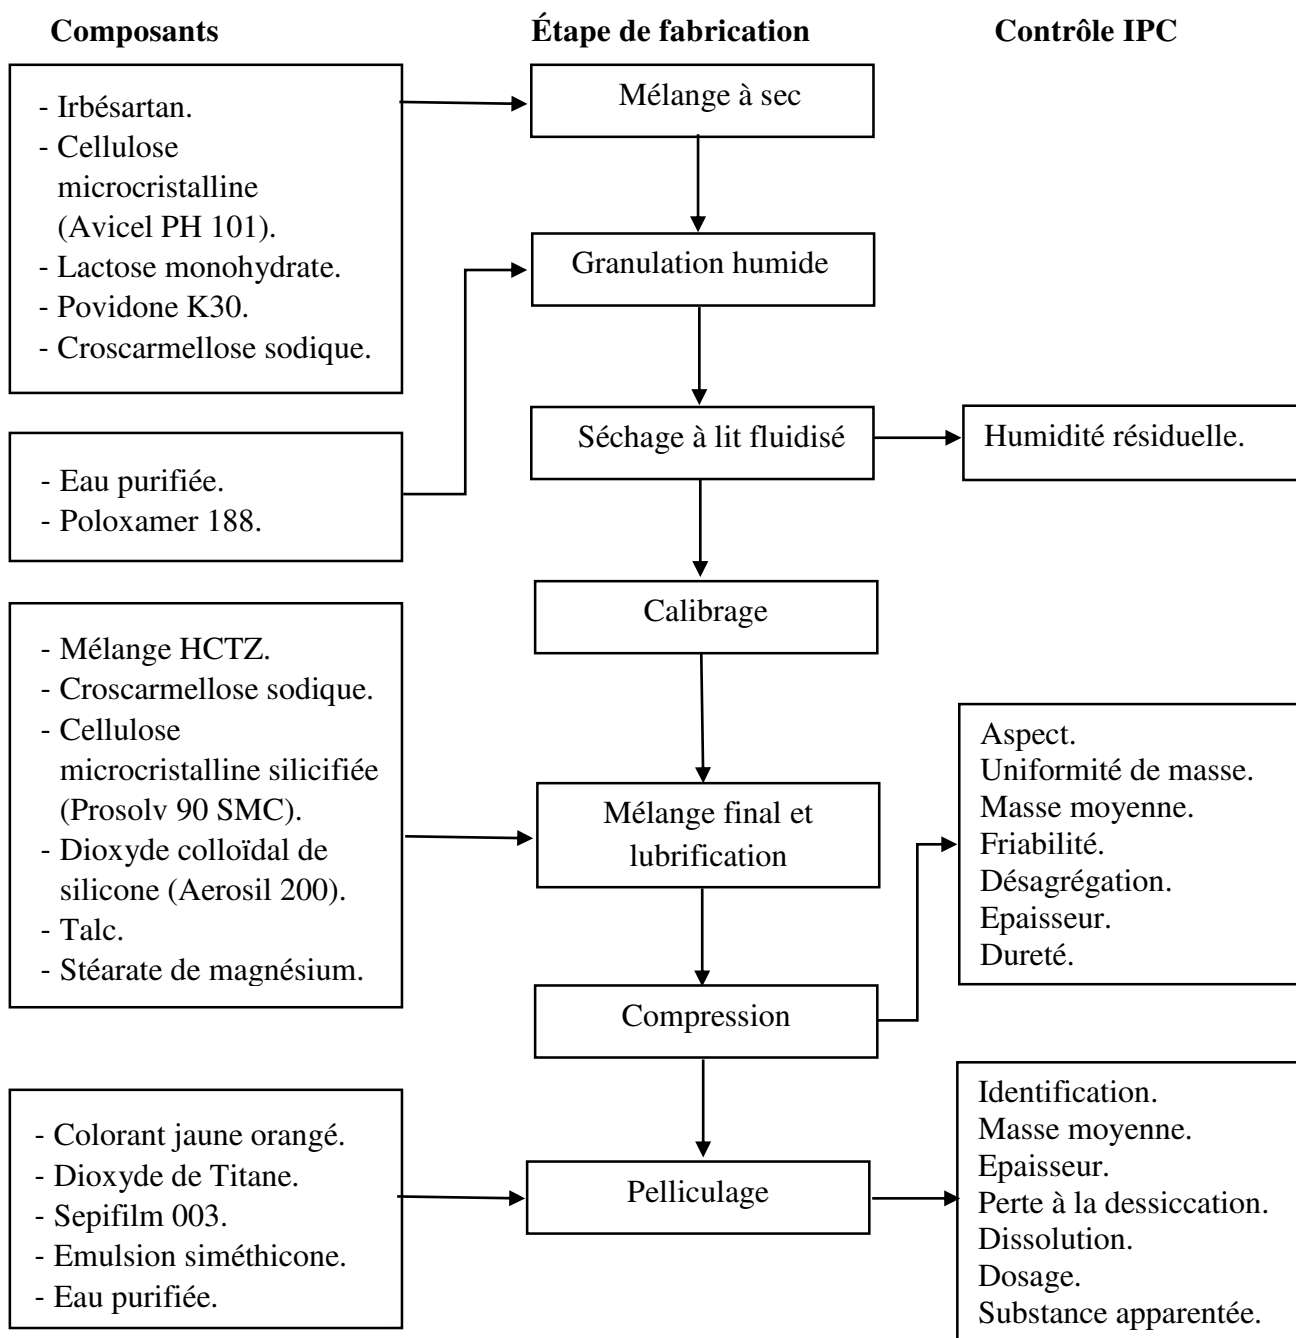 Composants
Étape de fabrication
Contrôle IPC
- Irbésartan.
- Cellulose
microcristalline
(Avicel PH 101).
- Lactose monohydrate.
- Povidone K30.
- Croscarmellose sodique.
Mélange à sec
Granulation humide
- Eau purifiée.
- Poloxamer 188.
Séchage à lit fluidisé
Humidité résiduelle.
Calibrage
- Mélange HCTZ.
- Croscarmellose sodique.
- Cellulose
microcristalline silicifiée
(Prosolv 90 SMC).
- Dioxyde colloïdal de
silicone (Aerosil 200).
- Talc.
- Stéarate de magnésium.
Mélange final et
lubrification
Aspect.
Uniformité de masse.
Masse moyenne.
Friabilité.
Désagrégation.
Epaisseur.
Dureté.
Compression
- Colorant jaune orangé.
- Dioxyde de Titane.
- Sepifilm 003.
- Emulsion siméthicone.
- Eau purifiée.
Pelliculage
Identification.
Masse moyenne.
Epaisseur.
Perte à la dessiccation.
Dissolution.
Dosage.
Substance apparentée.